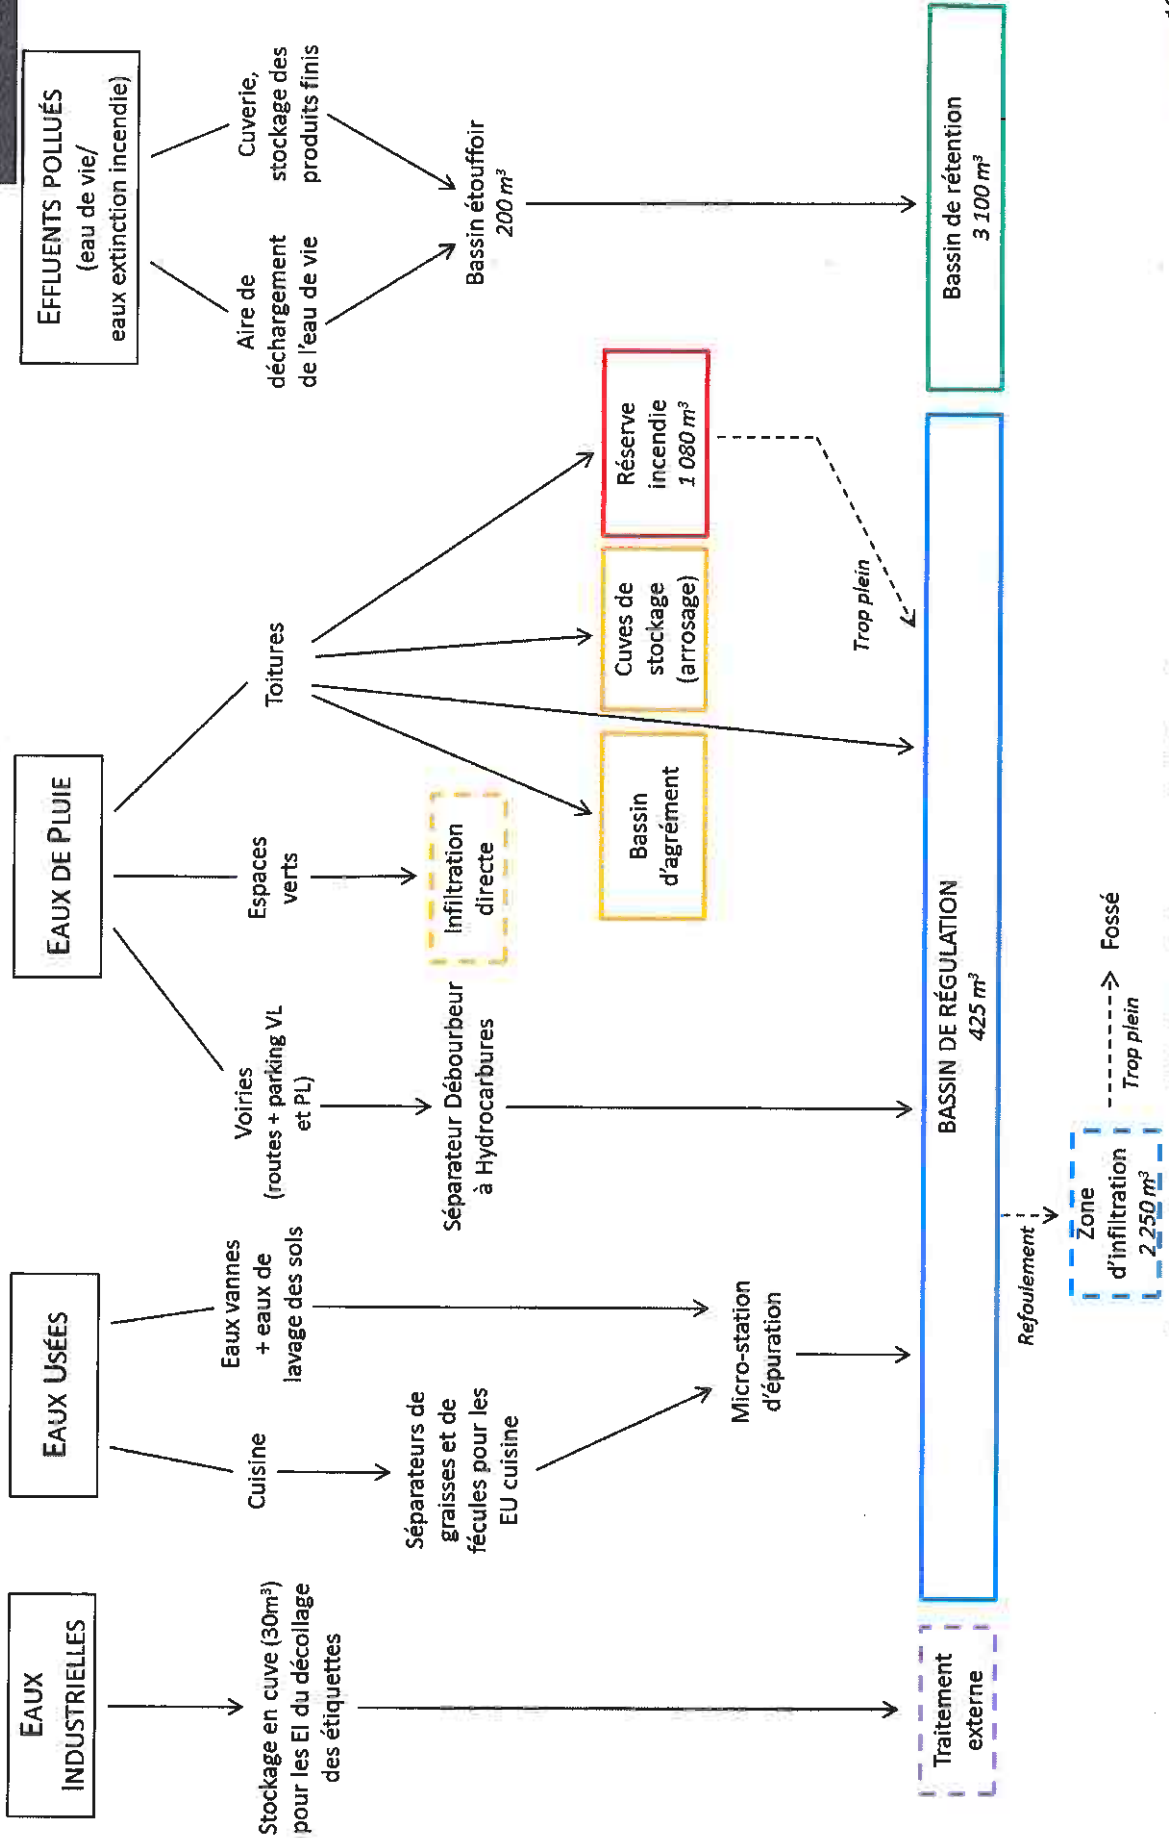 EAUX
INDUSTRIELLES
Stockage en cuve (30m³)
pour les EI du décollage
des étiquettes
Traitement
externe
EAUX USÉES
Cuisine
Séparateurs de
graisses et de
fécules pour les
EU cuisine
Eaux vannes
+ eaux de
lavage des sols
Micro-station
d'épuration
EAUX DE PLUIE
Voiries
(routes + parking VL
et PL)
Séparateur Débourbeur
à Hydrocarbures
Espaces
verts
Infiltration
directe
Toitures
Bassin
d'agrément
Cuves de
stockage
(arrosage)
Réserve
incendie
1 080 m³
Trop plein
BASSIN DE RÉGULATION
425 m³
Refoulement
Zone
d'infiltration
2 250 m³
Trop plein
Fossé
EFFLUENTS POLLUÉS
(eau de vie/
eaux extinction incendie)
Aire de
déchargement
de l'eau de vie
Cuverie,
stockage des
produits finis
Bassin étouffoir
200 m³
Bassin de rétention
3 100 m³